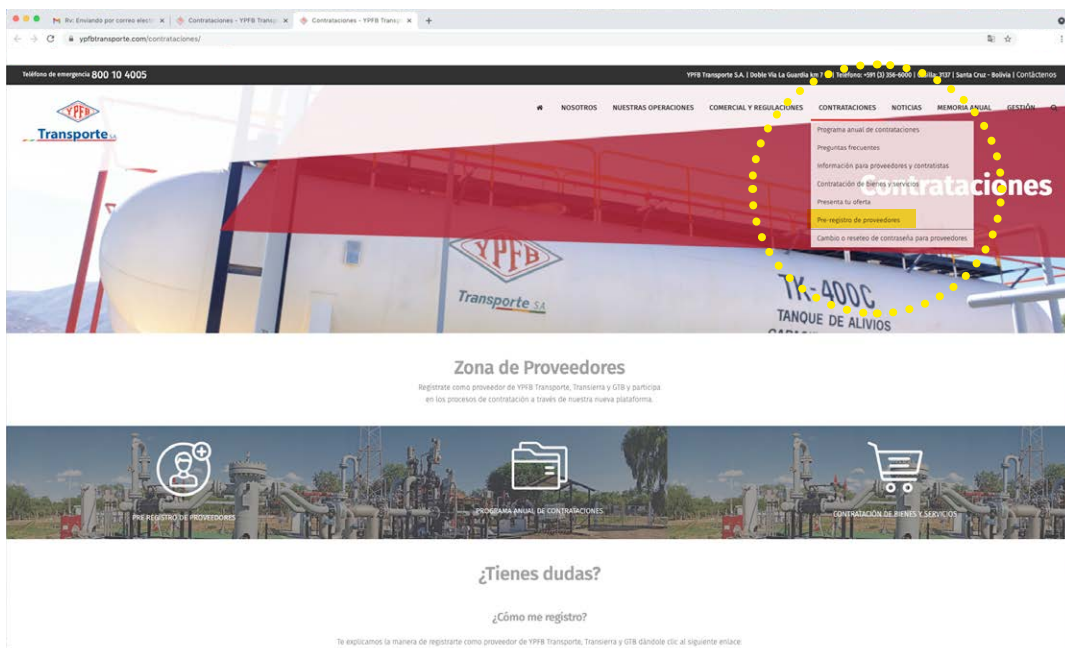 Rv: Enviando por correo electr
Contrataciones - YPFB Transp
Contrataciones - YPFB Transp
ypfbtransporte.com/contrataciones/
Teléfono de emergencia 800 10 4005
YPFB Transporte S.A. | Doble Vía La Guardia km 7 | Teléfono: +591 (3) 356-6000 | Casilla: 3137 | Santa Cruz - Bolivia | Contáctenos
YPFB
Transporte S.A.
NOSOTROS
NUESTRAS OPERACIONES
COMERCIAL Y REGULACIONES
CONTRATACIONES
NOTICIAS
MEMORIA ANUAL
GESTIÓN
Programa anual de contrataciones
Preguntas frecuentes
Información para proveedores y contratistas
Contratación de bienes y servicios
Presenta tu oferta
Pre-registro de proveedores
Cambio o reseteo de contraseña para proveedores
Contrataciones
YPFB
Transporte S.A.
TK-400C
TANQUE DE ALIVIOS
Zona de Proveedores
Regístrate como proveedor de YPFB Transporte, Transierra y GTB y participa
en los procesos de contratación a través de nuestra nueva plataforma.
PRE REGISTRO DE PROVEEDORES
PROGRAMA ANUAL DE CONTRATACIONES
CONTRATACIÓN DE BIENES Y SERVICIOS
¿Tienes dudas?
¿Cómo me registro?
Te explicamos la manera de registrarte como proveedor de YPFB Transporte, Transierra y GTB dándole clic al siguiente enlace: